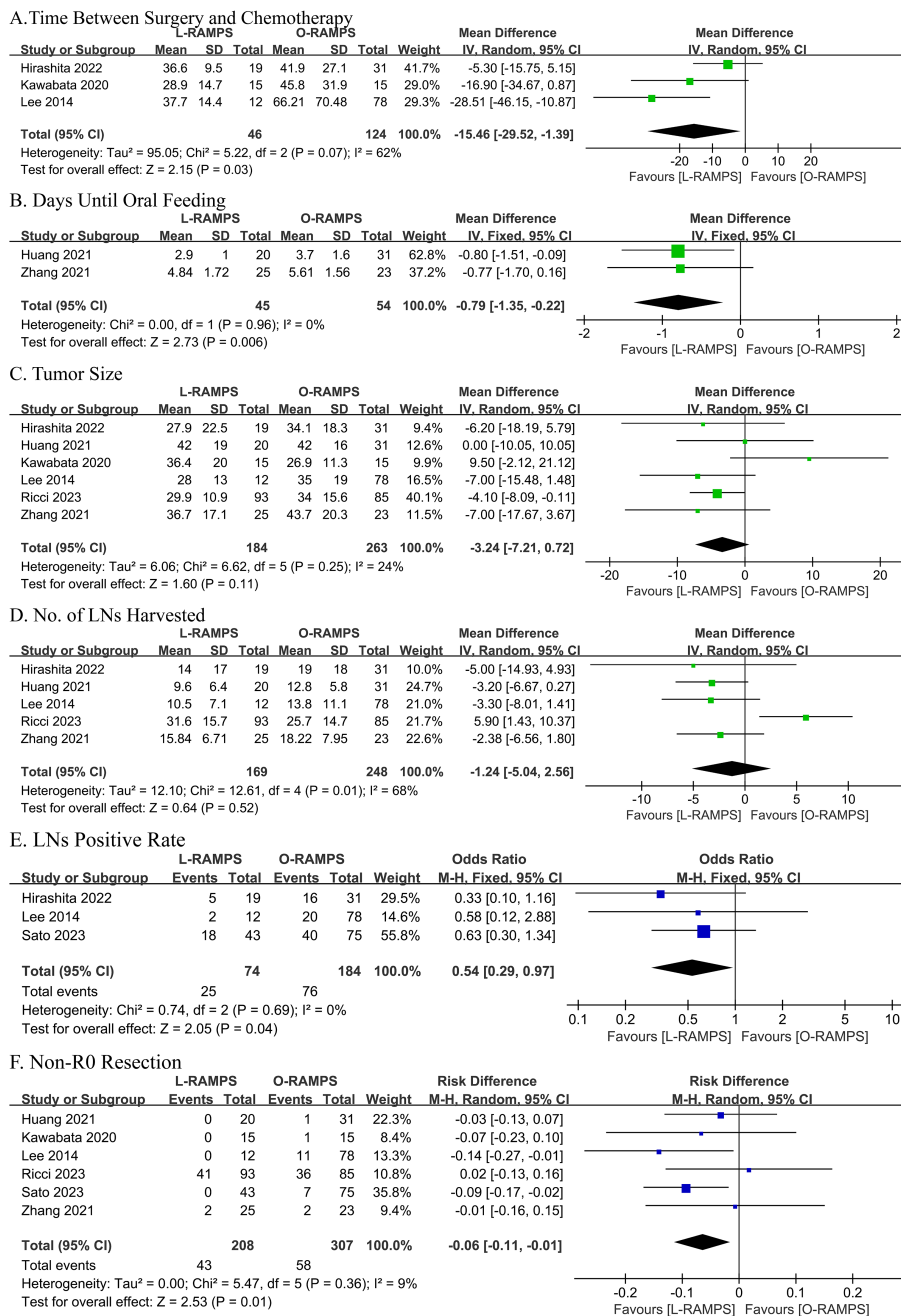 A.Time Between Surgery and Chemotherapy
L-RAMPS O-RAMPS Mean Difference Mean Difference
Study or Subgroup Mean SD Total Mean SD Total Weight IV, Random, 95% CI IV, Random, 95% CI
Hirashita 2022 36.6 9.5 19 41.9 27.1 31 41.7% -5.30 [-15.75, 5.15]
Kawabata 2020 28.9 14.7 15 45.8 31.9 15 29.0% -16.90 [-34.67, 0.87]
Lee 2014 37.7 14.4 12 66.21 70.48 78 29.3% -28.51 [-46.15, -10.87]
Total (95% CI) 46 124 100.0% -15.46 [-29.52, -1.39]
Heterogeneity: Tau² = 95.05; Chi² = 5.22, df = 2 (P = 0.07); I² = 62%
Test for overall effect: Z = 2.15 (P = 0.03)
-20 -10 0 10 20
Favours [L-RAMPS] Favours [O-RAMPS]
B. Days Until Oral Feeding
L-RAMPS O-RAMPS Mean Difference Mean Difference
Study or Subgroup Mean SD Total Mean SD Total Weight IV, Fixed, 95% CI IV, Fixed, 95% CI
Huang 2021 2.9 1 20 3.7 1.6 31 62.8% -0.80 [-1.51, -0.09]
Zhang 2021 4.84 1.72 25 5.61 1.56 23 37.2% -0.77 [-1.70, 0.16]
Total (95% CI) 45 54 100.0% -0.79 [-1.35, -0.22]
Heterogeneity: Chi² = 0.00, df = 1 (P = 0.96); I² = 0%
Test for overall effect: Z = 2.73 (P = 0.006)
-2 -1 0 1 2
Favours [L-RAMPS] Favours [O-RAMPS]
C. Tumor Size
L-RAMPS O-RAMPS Mean Difference Mean Difference
Study or Subgroup Mean SD Total Mean SD Total Weight IV, Random, 95% CI IV, Random, 95% CI
Hirashita 2022 27.9 22.5 19 34.1 18.3 31 9.4% -6.20 [-18.19, 5.79]
Huang 2021 42 19 20 42 16 31 12.6% 0.00 [-10.05, 10.05]
Kawabata 2020 36.4 20 15 26.9 11.3 15 9.9% 9.50 [-2.12, 21.12]
Lee 2014 28 13 12 35 19 78 16.5% -7.00 [-15.48, 1.48]
Ricci 2023 29.9 10.9 93 34 15.6 85 40.1% -4.10 [-8.09, -0.11]
Zhang 2021 36.7 17.1 25 43.7 20.3 23 11.5% -7.00 [-17.67, 3.67]
Total (95% CI) 184 263 100.0% -3.24 [-7.21, 0.72]
Heterogeneity: Tau² = 6.06; Chi² = 6.62, df = 5 (P = 0.25); I² = 24%
Test for overall effect: Z = 1.60 (P = 0.11)
-20 -10 0 10 20
Favours [L-RAMPS] Favours [O-RAMPS]
D. No. of LNs Harvested
L-RAMPS O-RAMPS Mean Difference Mean Difference
Study or Subgroup Mean SD Total Mean SD Total Weight IV, Random, 95% CI IV, Random, 95% CI
Hirashita 2022 14 17 19 19 18 31 10.0% -5.00 [-14.93, 4.93]
Huang 2021 9.6 6.4 20 12.8 5.8 31 24.7% -3.20 [-6.67, 0.27]
Lee 2014 10.5 7.1 12 13.8 11.1 78 21.0% -3.30 [-8.01, 1.41]
Ricci 2023 31.6 15.7 93 25.7 14.7 85 21.7% 5.90 [1.43, 10.37]
Zhang 2021 15.84 6.71 25 18.22 7.95 23 22.6% -2.38 [-6.56, 1.80]
Total (95% CI) 169 248 100.0% -1.24 [-5.04, 2.56]
Heterogeneity: Tau² = 12.10; Chi² = 12.61, df = 4 (P = 0.01); I² = 68%
Test for overall effect: Z = 0.64 (P = 0.52)
-10 -5 0 5 10
Favours [L-RAMPS] Favours [O-RAMPS]
E. LNs Positive Rate
L-RAMPS O-RAMPS Odds Ratio Odds Ratio
Study or Subgroup Events Total Events Total Weight M-H, Fixed, 95% CI M-H, Fixed, 95% CI
Hirashita 2022 5 19 16 31 29.5% 0.33 [0.10, 1.16]
Lee 2014 2 12 20 78 14.6% 0.58 [0.12, 2.88]
Sato 2023 18 43 40 75 55.8% 0.63 [0.30, 1.34]
Total (95% CI) 74 184 100.0% 0.54 [0.29, 0.97]
Total events 25 76
Heterogeneity: Chi² = 0.74, df = 2 (P = 0.69); I² = 0%
Test for overall effect: Z = 2.05 (P = 0.04)
0.1 0.2 0.5 1 2 5 10
Favours [L-RAMPS] Favours [O-RAMPS]
F. Non-R0 Resection
L-RAMPS O-RAMPS Risk Difference Risk Difference
Study or Subgroup Events Total Events Total Weight M-H, Random, 95% CI M-H, Random, 95% CI
Huang 2021 0 20 1 31 22.3% -0.03 [-0.13, 0.07]
Kawabata 2020 0 15 1 15 8.4% -0.07 [-0.23, 0.10]
Lee 2014 0 12 11 78 13.3% -0.14 [-0.27, -0.01]
Ricci 2023 41 93 36 85 10.8% 0.02 [-0.13, 0.16]
Sato 2023 0 43 7 75 35.8% -0.09 [-0.17, -0.02]
Zhang 2021 2 25 2 23 9.4% -0.01 [-0.16, 0.15]
Total (95% CI) 208 307 100.0% -0.06 [-0.11, -0.01]
Total events 43 58
Heterogeneity: Tau² = 0.00; Chi² = 5.47, df = 5 (P = 0.36); I² = 9%
Test for overall effect: Z = 2.53 (P = 0.01)
-0.2 -0.1 0 0.1 0.2
Favours [L-RAMPS] Favours [O-RAMPS]